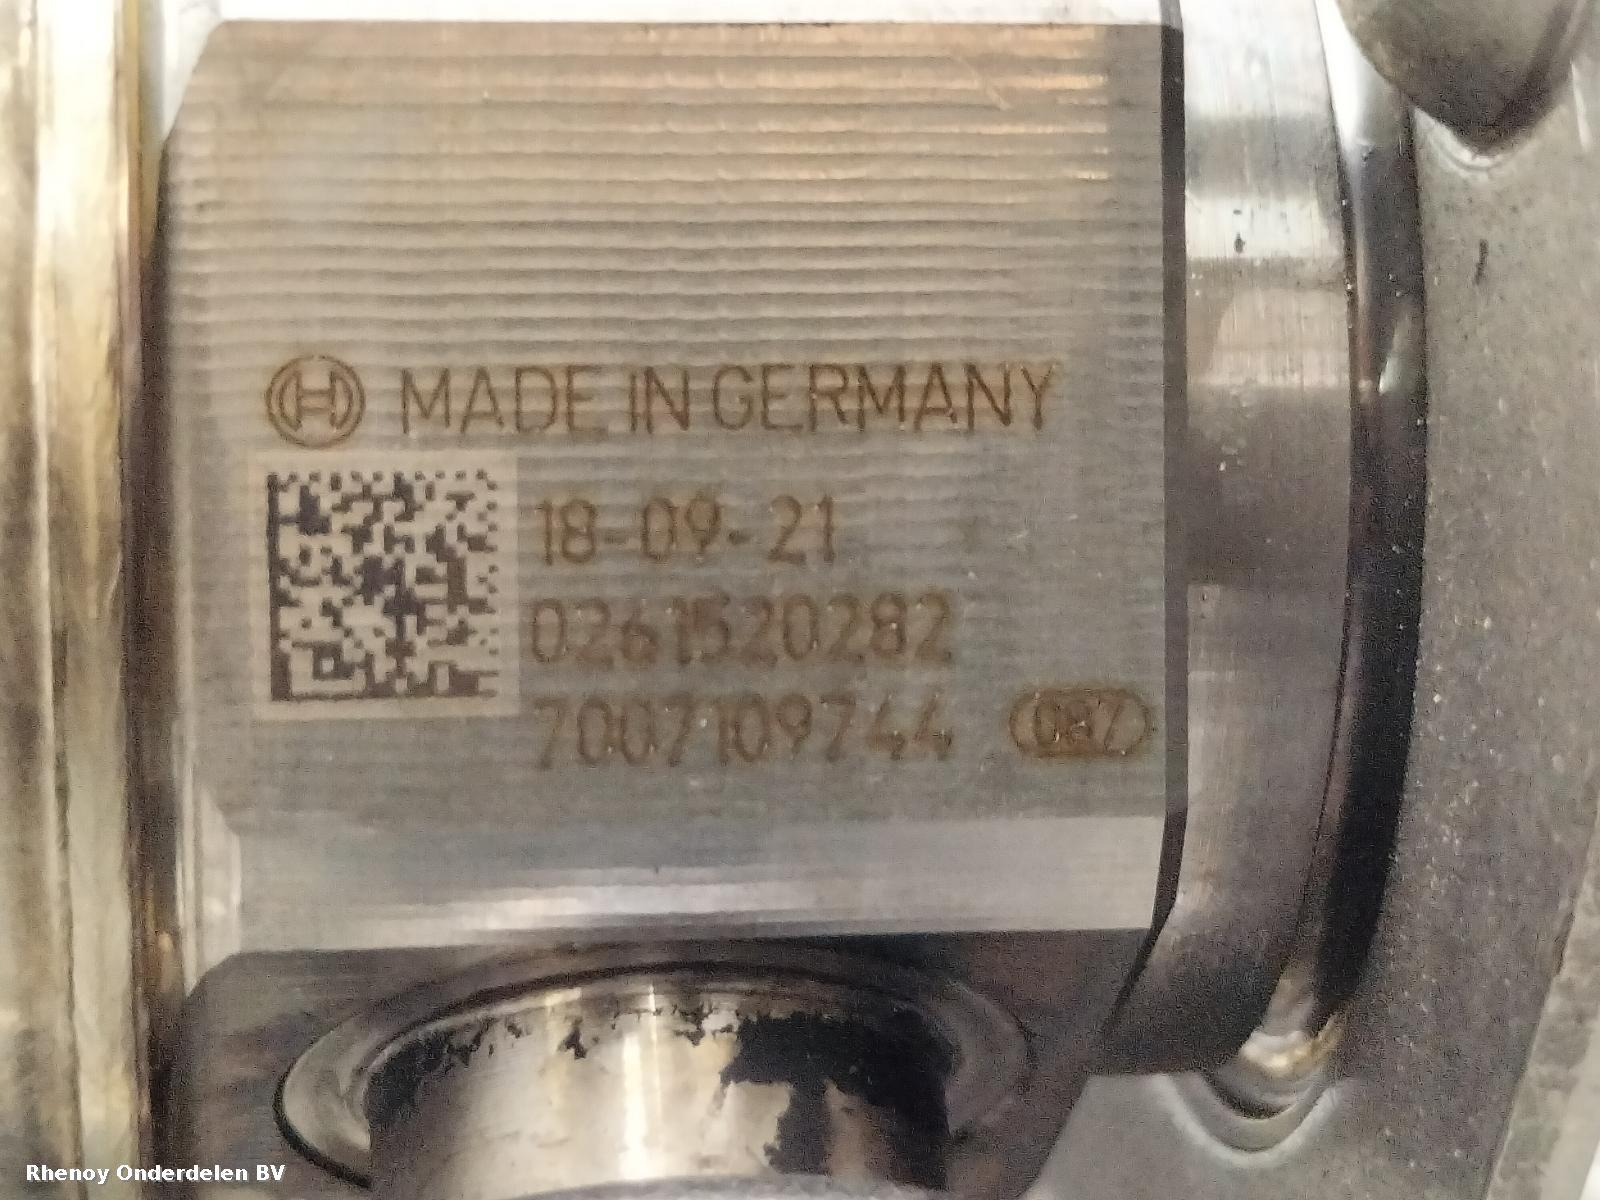 MADE IN GERMANY
18-09-21
0261520282
7007109744 087
Rhenoy Onderdelen BV